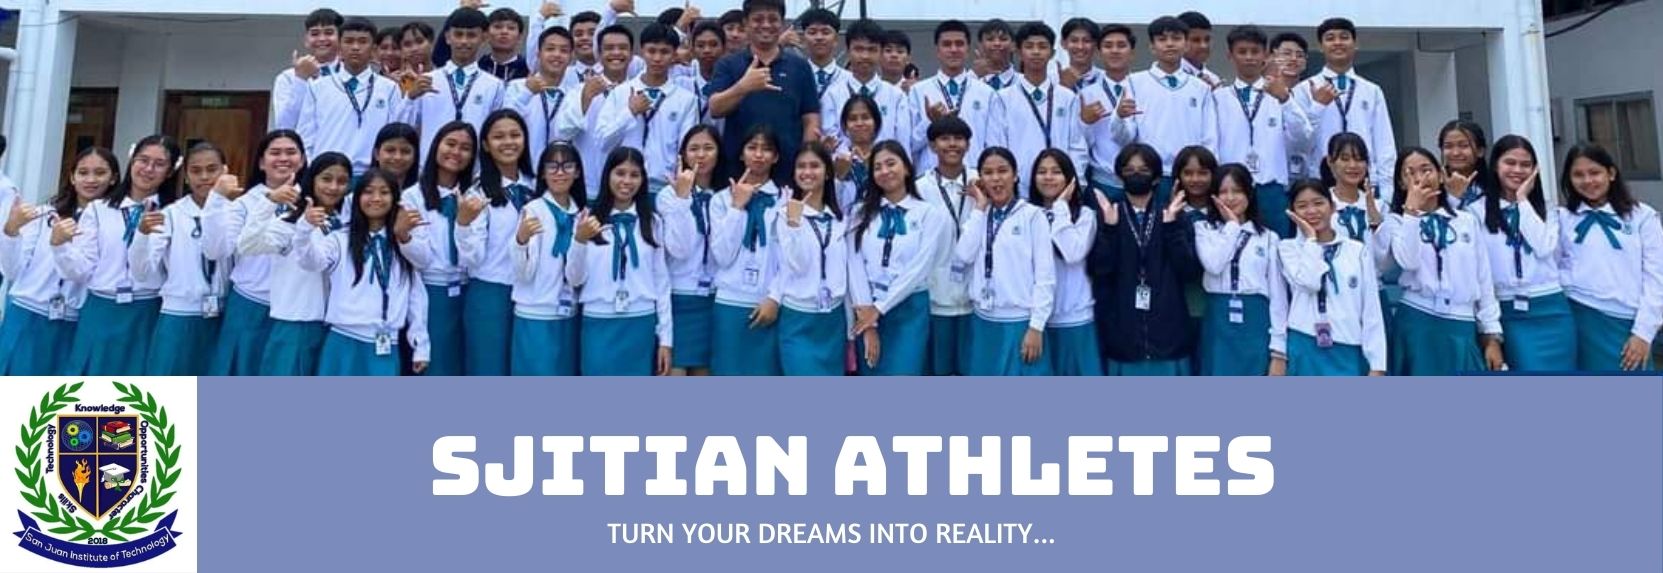 Knowledge
Technology
Opportunities
Skills
Character
2018
San Juan Institute of Technology
SJITIAN ATHLETES
TURN YOUR DREAMS INTO REALITY...